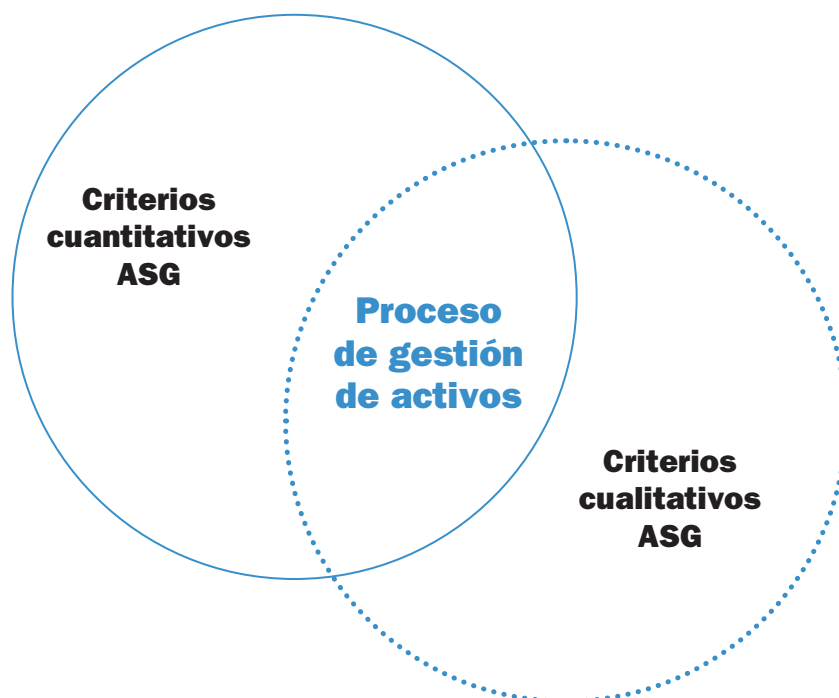 Criterios
cuantitativos
ASG
Proceso
de gestión
de activos
Criterios
cualitativos
ASG